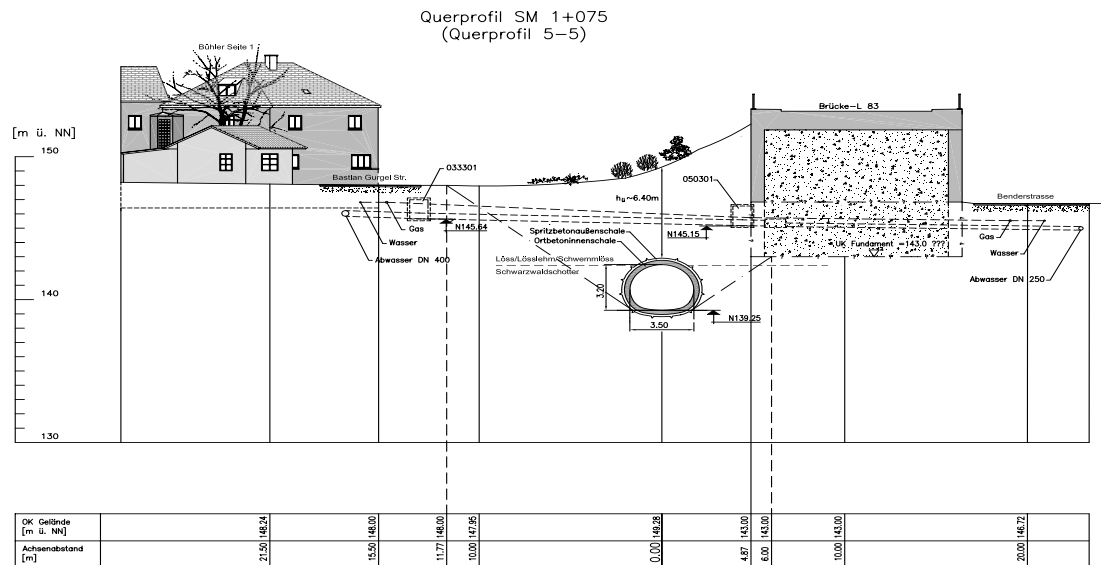 Querprofil SM 1+075
(Querprofil 5-5)
Bühler Seite 1
Brücke-L 83
[m ü. NN]
150
033301
Bastian Gurgel Str.
050301
hü~6.40m
Benderstrasse
N145.64
Gas
Wasser
Abwasser DN 400
Spritzbetonaußenschale
Ortbetoninnenschale
N145.15
UK Fundament =143.0 ???
Gas
Wasser
Abwasser DN 250
Löss/Lösslehm/Schwemmlöss
Schwarzwaldschotter
140
3.20
N139.25
3.50
130
OK Gelände
[m ü. NN]
148.24 148.00 148.00 147.95 149.28 143.00 143.00 143.00 146.72
Achsenabstand
[m]
21.50 15.50 11.77 10.00 0.00 4.87 6.00 10.00 20.00